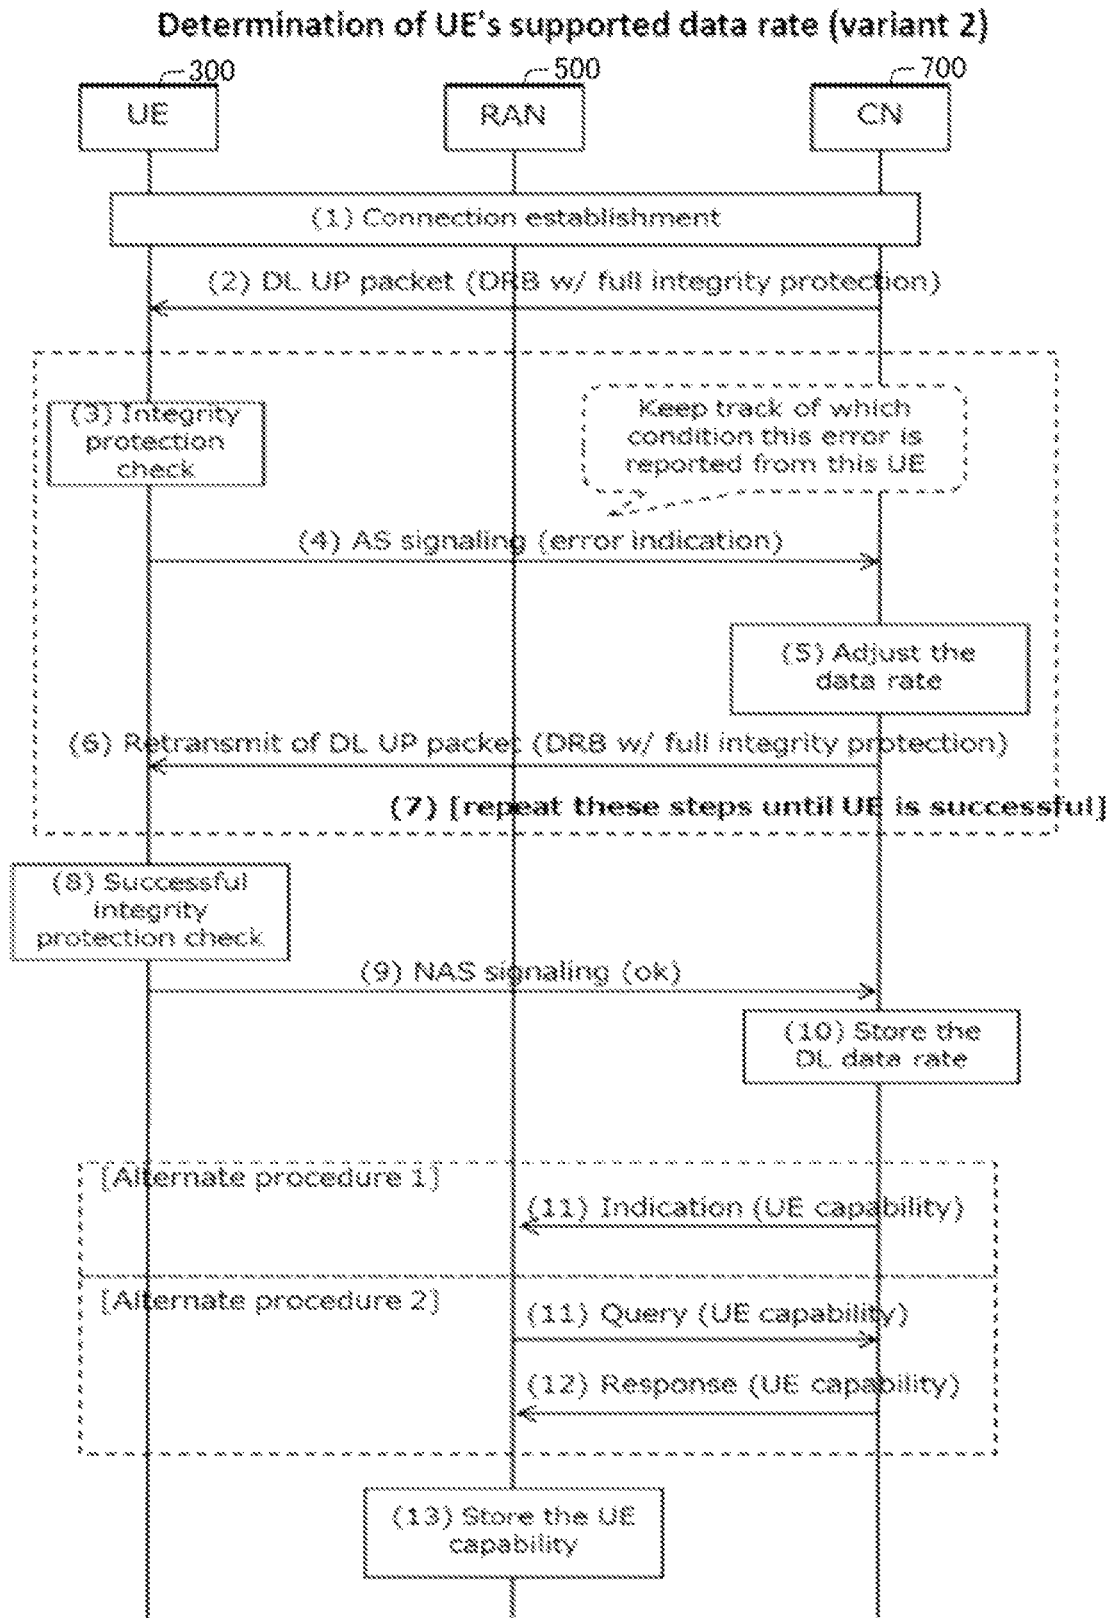 Determination of UE's supported data rate (variant 2)
300
500
700
UE
RAN
CN
(1) Connection establishment
(2) DL UP packet (DRB w/ full integrity protection)
(3) Integrity
protection
check
Keep track of which
condition this error is
reported from this UE
(4) AS signaling (error indication)
(5) Adjust the
data rate
(6) Retransmit of DL UP packet (DRB w/ full integrity protection)
(7) [repeat these steps until UE is successful]
(8) Successful
integrity
protection check
(9) NAS signaling (ok)
(10) Store the
DL data rate
[Alternate procedure 1]
(11) Indication (UE capability)
[Alternate procedure 2]
(11) Query (UE capability)
(12) Response (UE capability)
(13) Store the UE
capability